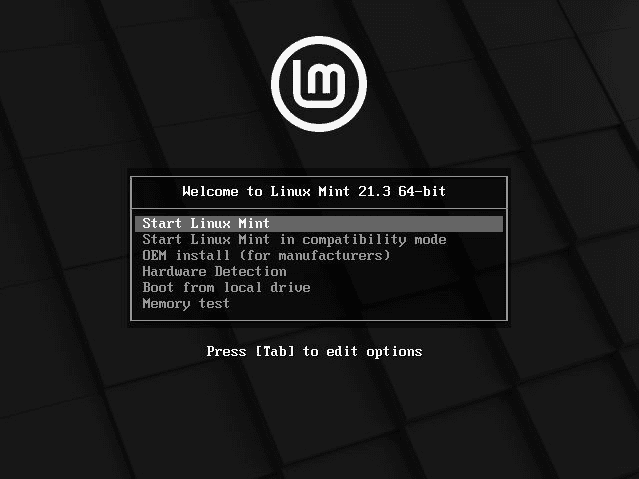 Welcome to Linux Mint 21.3 64-bit
Start Linux Mint
Start Linux Mint in compatibility mode
OEM install (for manufacturers)
Hardware Detection
Boot from local drive
Memory test
Press [Tab] to edit options